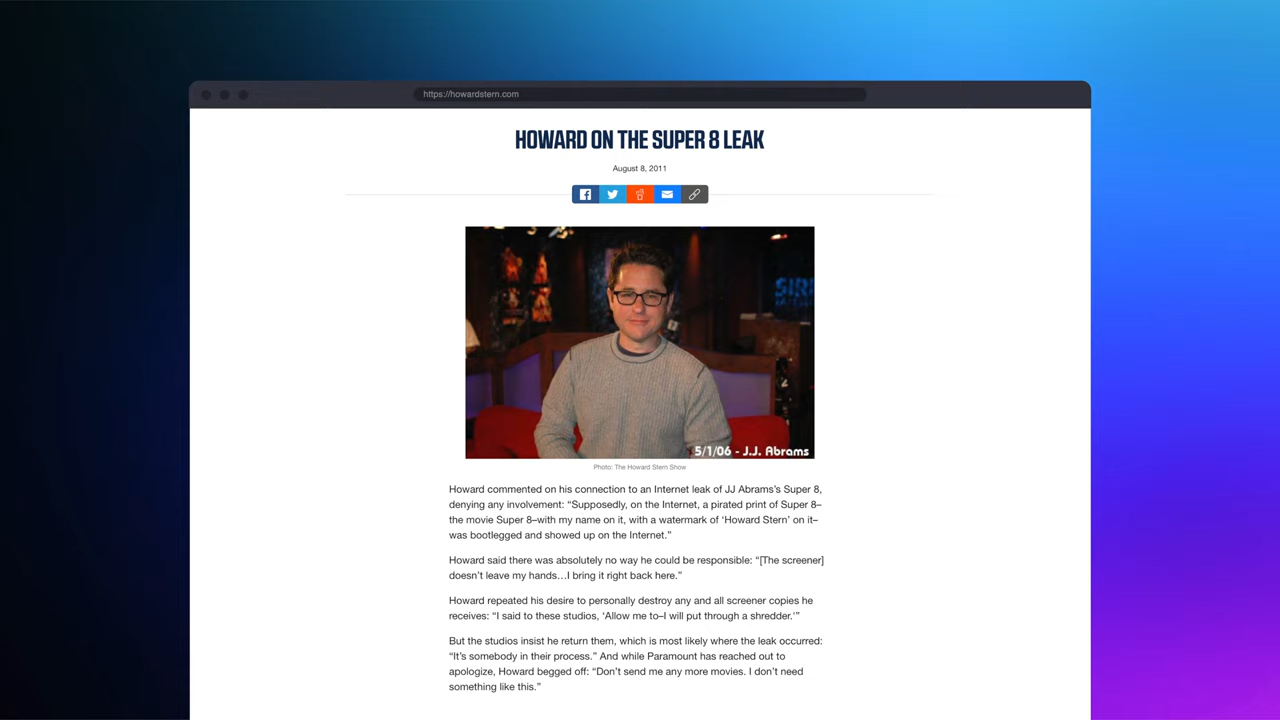 https://howardstern.com
HOWARD ON THE SUPER 8 LEAK
August 8, 2011
5/1/06 - J.J. Abrams
Photo: The Howard Stern Show
Howard commented on his connection to an Internet leak of JJ Abrams's Super 8,
denying any involvement: “Supposedly, on the Internet, a pirated print of Super 8–
the movie Super 8–with my name on it, with a watermark of ‘Howard Stern’ on it–
was bootlegged and showed up on the Internet.”
Howard said there was absolutely no way he could be responsible: “[The screener]
doesn’t leave my hands…I bring it right back here.”
Howard repeated his desire to personally destroy any and all screener copies he
receives: “I said to these studios, ‘Allow me to–I will put through a shredder.’”
But the studios insist he return them, which is most likely where the leak occurred:
“It’s somebody in their process.” And while Paramount has reached out to
apologize, Howard begged off: “Don’t send me any more movies. I don’t need
something like this.”